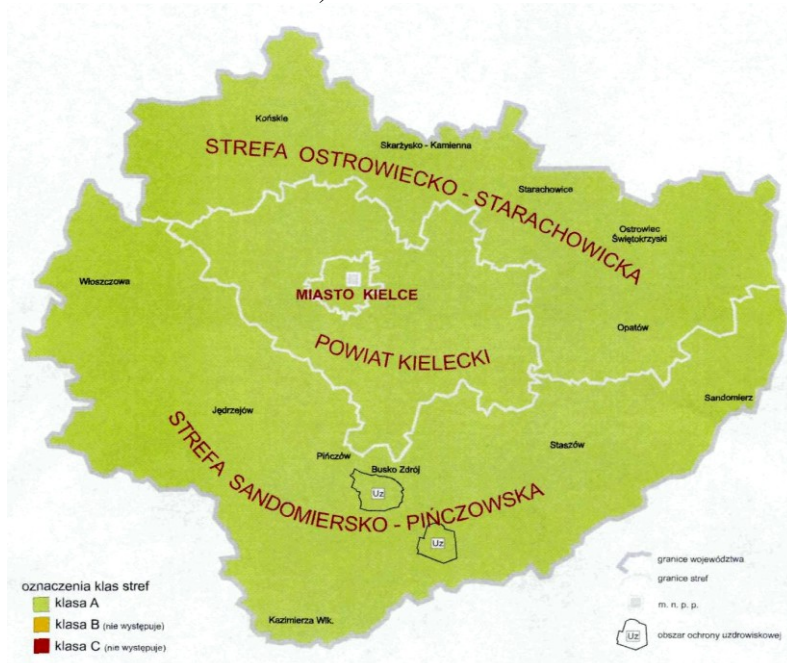 Końskie
Skarżysko - Kamienna
STREFA OSTROWIECKO - STARACHOWICKA
Starachowice
Ostrowiec
Świętokrzyski
Włoszczowa
MIASTO KIELCE
Opatów
POWIAT KIELECKI
Sandomierz
Jędrzejów
Staszów
Pińczów
Busko Zdrój
STREFA SANDOMIERSKO - PIŃCZOWSKA
Uz
Uz
Kazimierza Wlk.
oznaczenia klas stref
klasa A
klasa B (nie występuje)
klasa C (nie występuje)
granice województwa
granice stref
m. n. p. p.
Uz obszar ochrony uzdrowiskowej